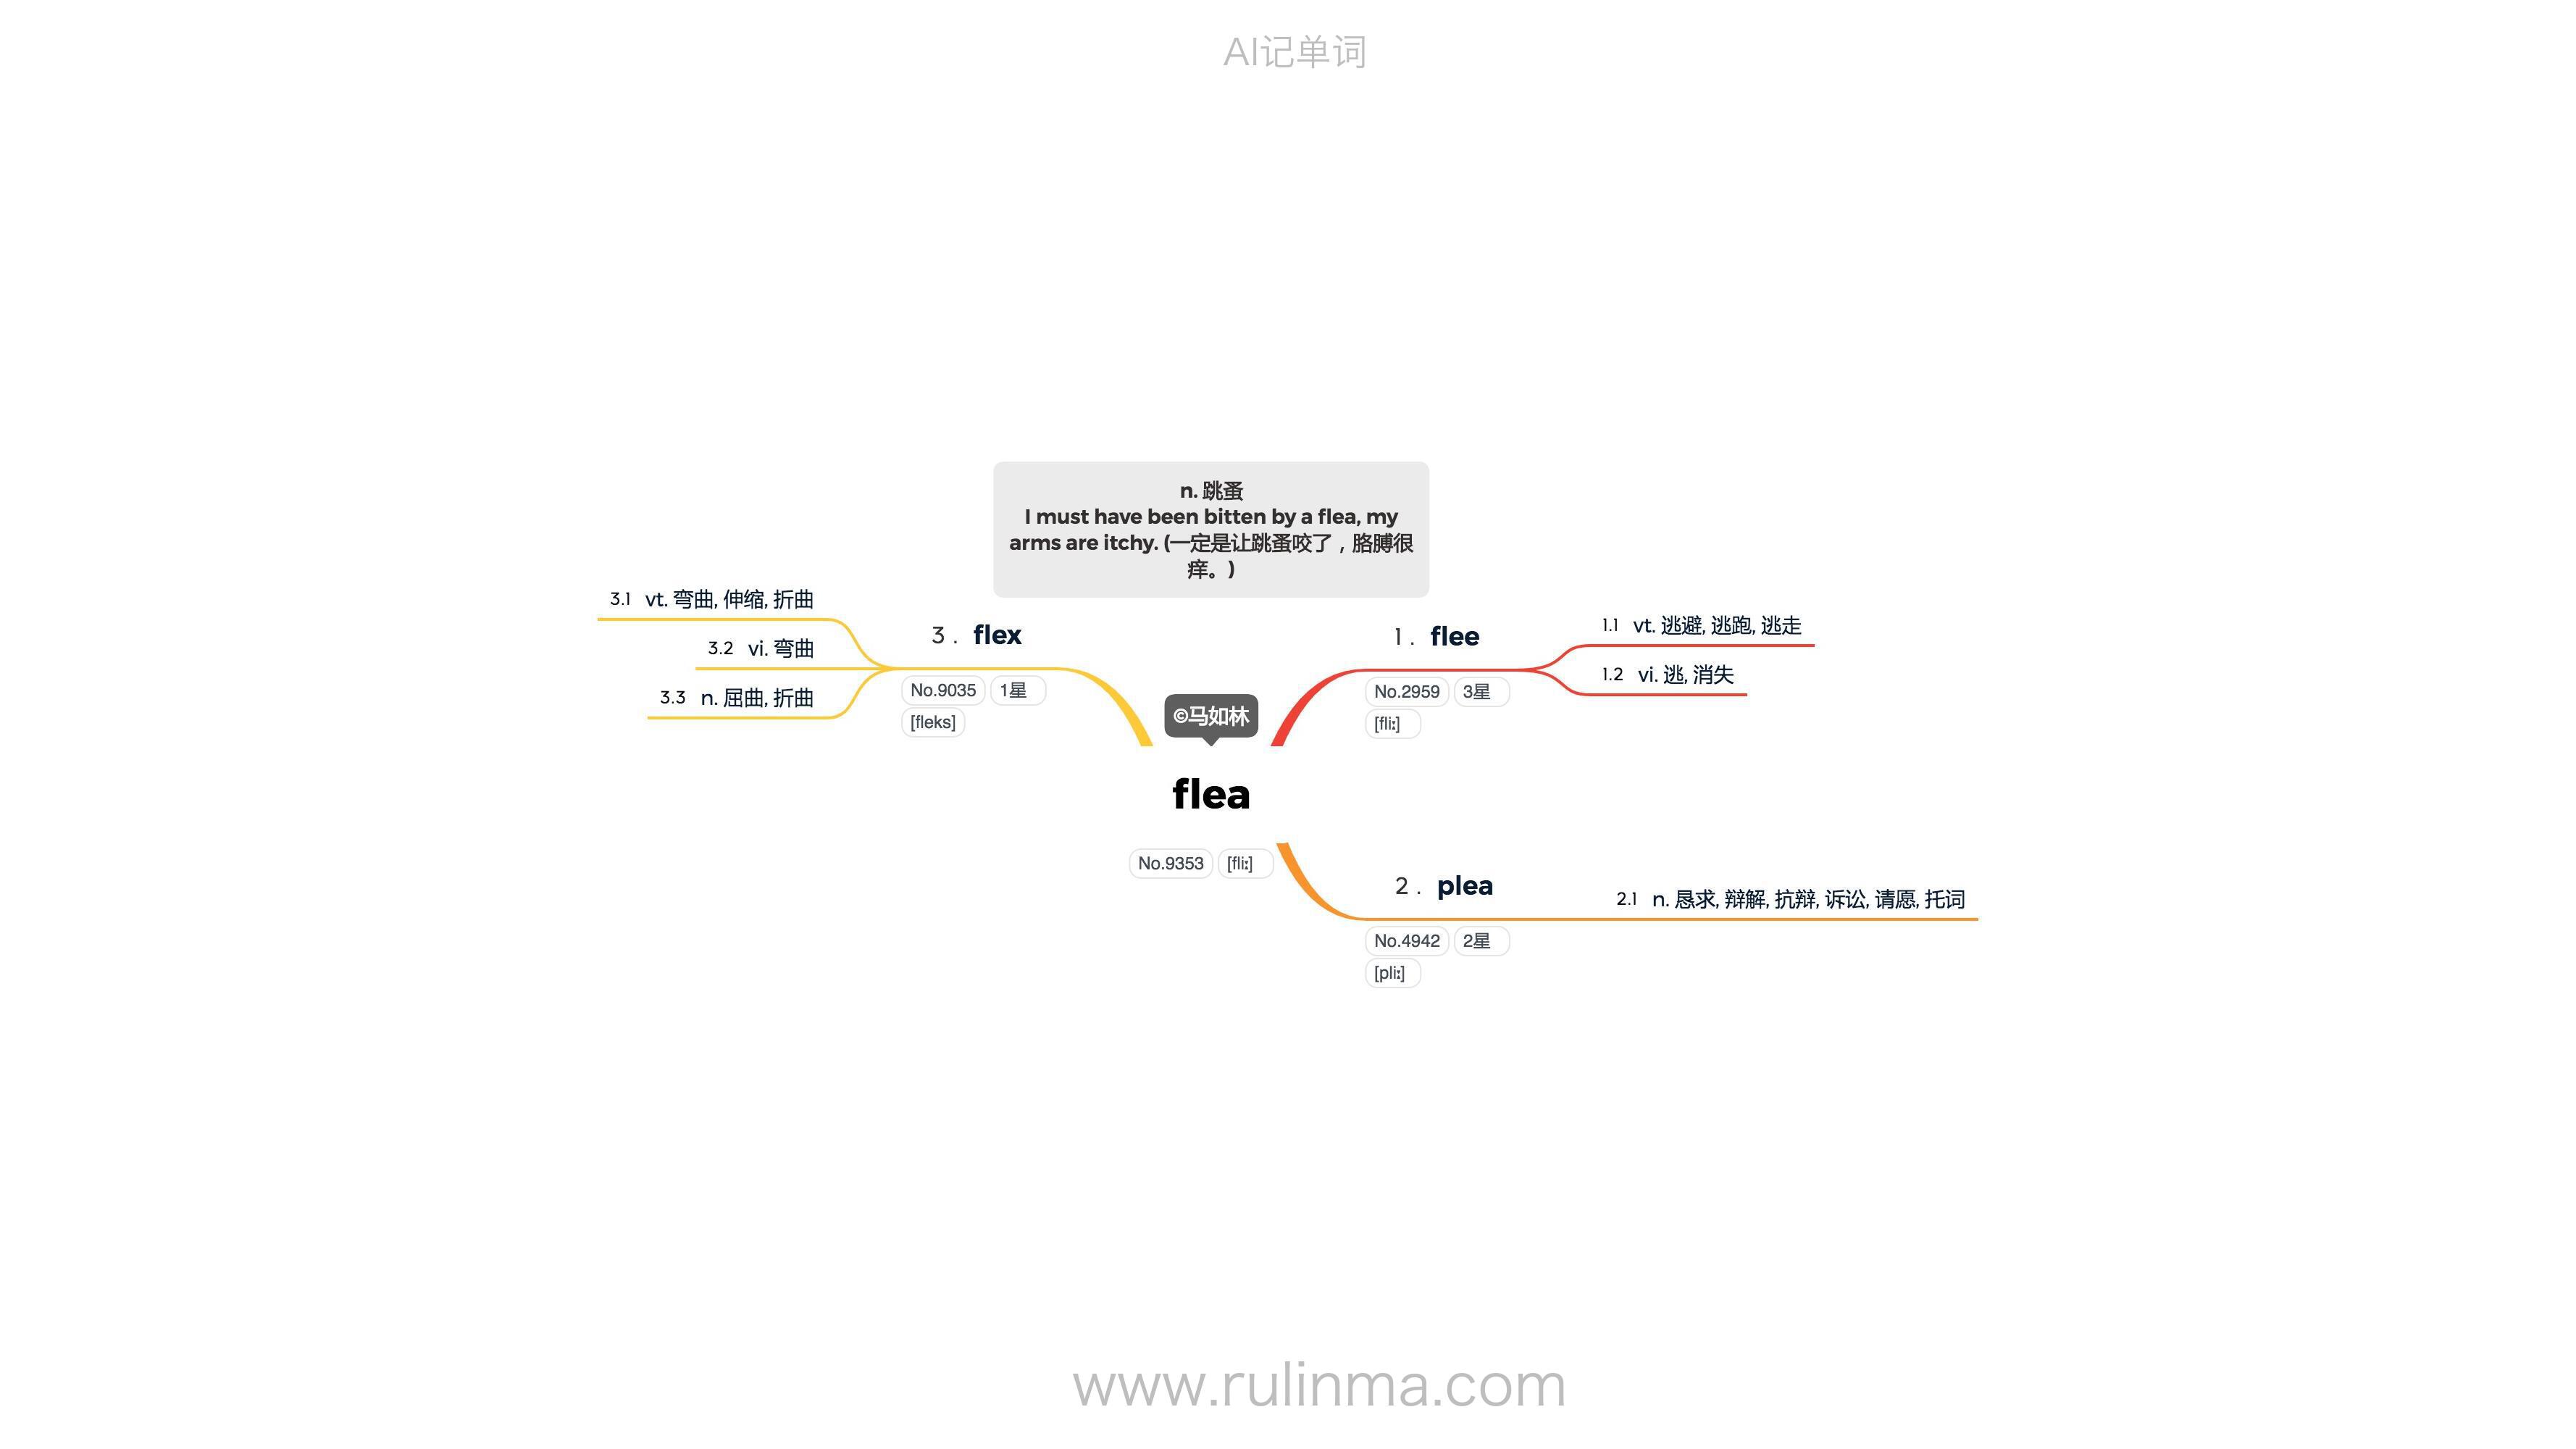 AI记单词
n. 跳蚤
I must have been bitten by a flea, my
arms are itchy. (一定是让跳蚤咬了，胳膊很
痒。)
©马如林
flea
No.9353 [fliː]
1. flee
No.2959 3星
[fliː]
1.1 vt. 逃避, 逃跑, 逃走
1.2 vi. 逃, 消失
2. plea
No.4942 2星
[pliː]
2.1 n. 恳求, 辩解, 抗辩, 诉讼, 请愿, 托词
3. flex
No.9035 1星
[fleks]
3.1 vt. 弯曲, 伸缩, 折曲
3.2 vi. 弯曲
3.3 n. 屈曲, 折曲
www.rulinma.com